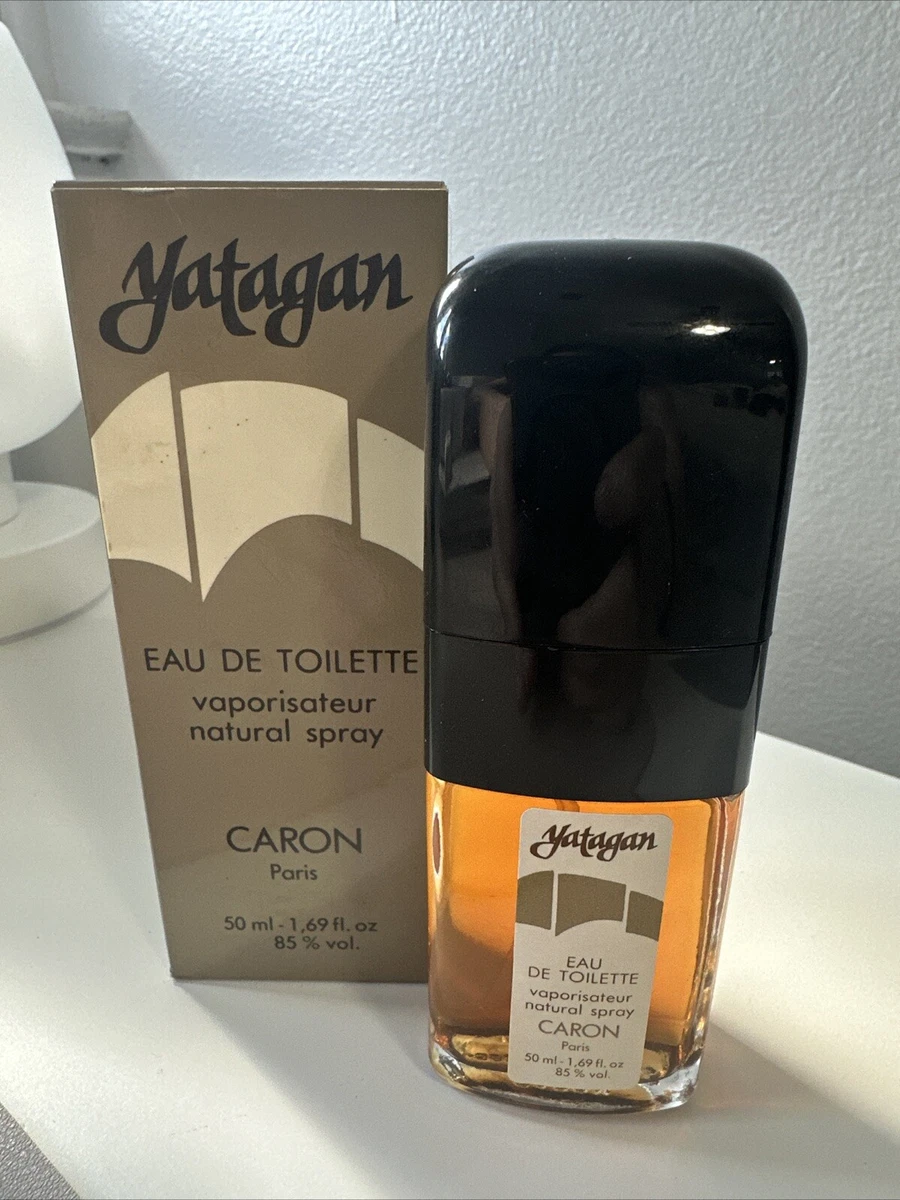 Yatagan
EAU DE TOILETTE
vaporisateur
natural spray
CARON
Paris
50 ml - 1,69 fl. oz
85 % vol.
Yatagan
EAU
DE TOILETTE
vaporisateur
natural spray
CARON
Paris
50 ml - 1,69 fl. oz
85 % vol.